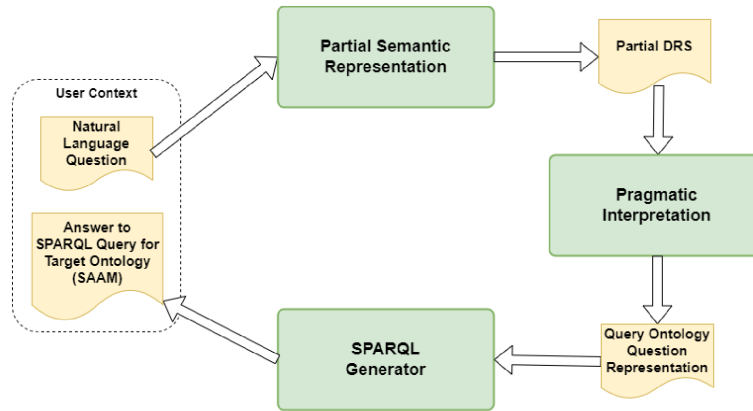 Partial Semantic
Representation
Partial DRS
User Context
Natural
Language
Question
Pragmatic
Interpretation
Answer to
SPARQL Query for
Target Ontology
(SAAM)
SPARQL
Generator
Query Ontology
Question
Representation